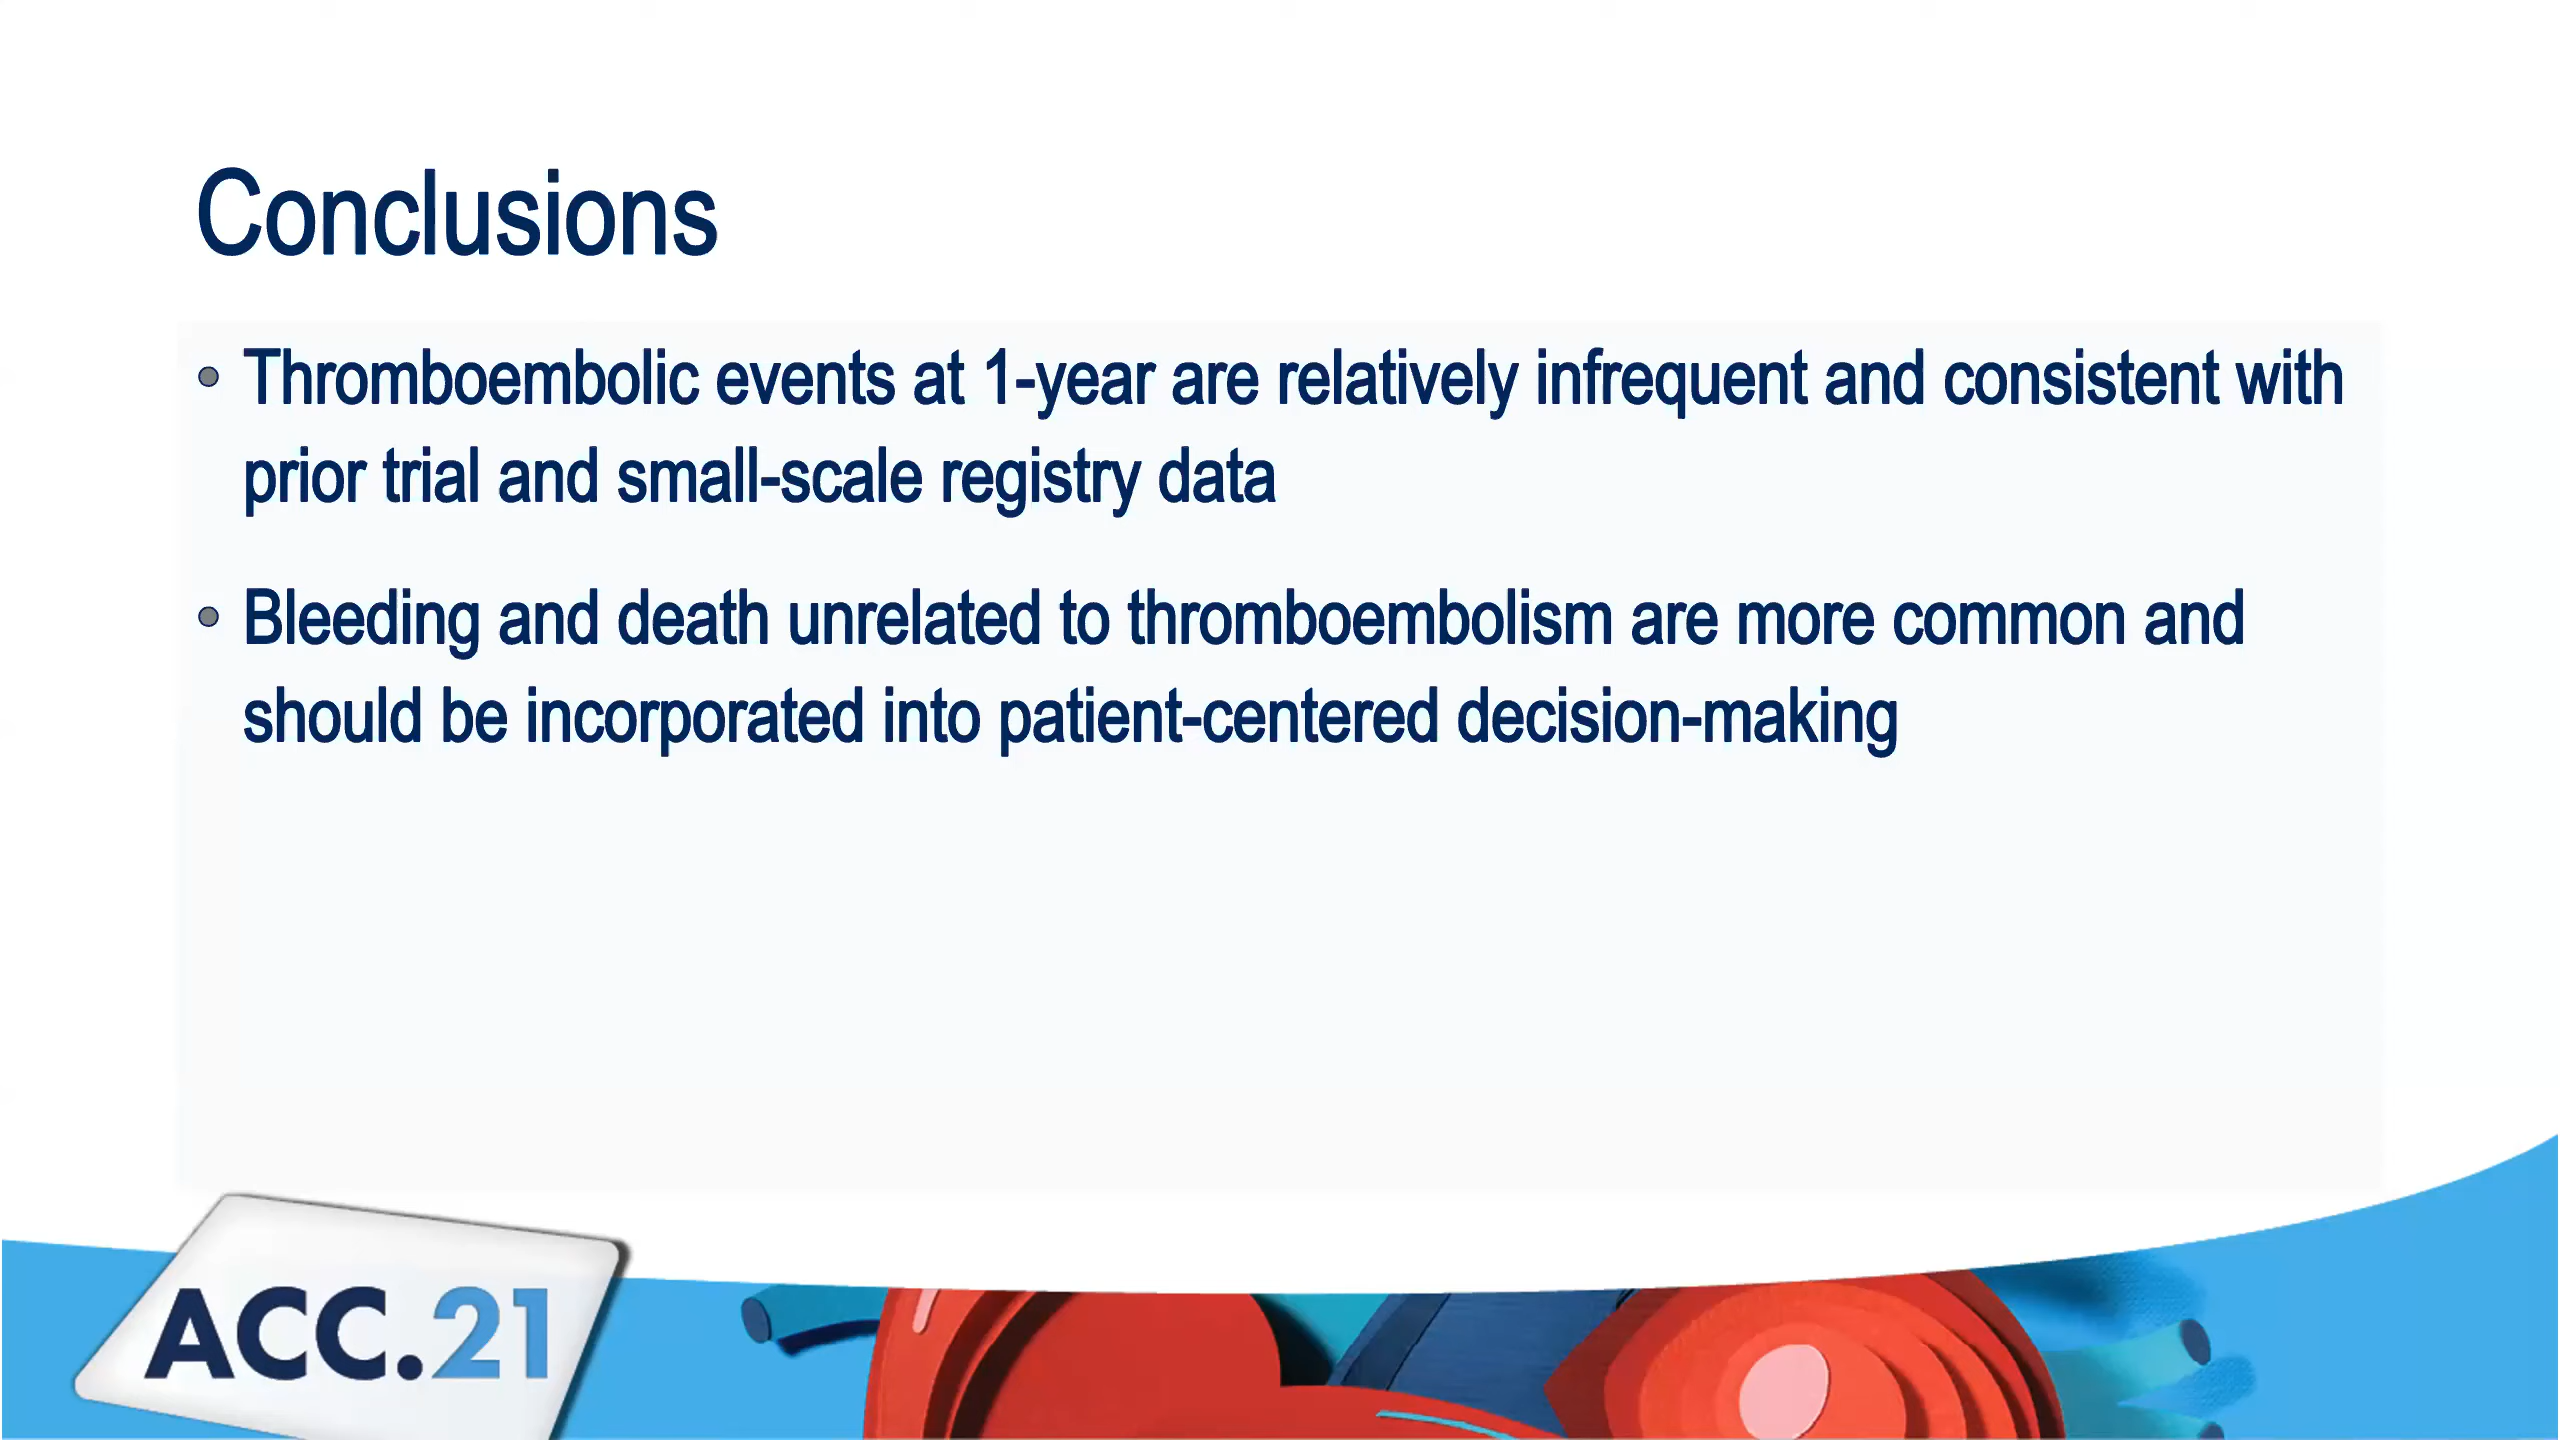 Conclusions
• Thromboembolic events at 1-year are relatively infrequent and consistent with
prior trial and small-scale registry data
• Bleeding and death unrelated to thromboembolism are more common and
should be incorporated into patient-centered decision-making
ACC.21